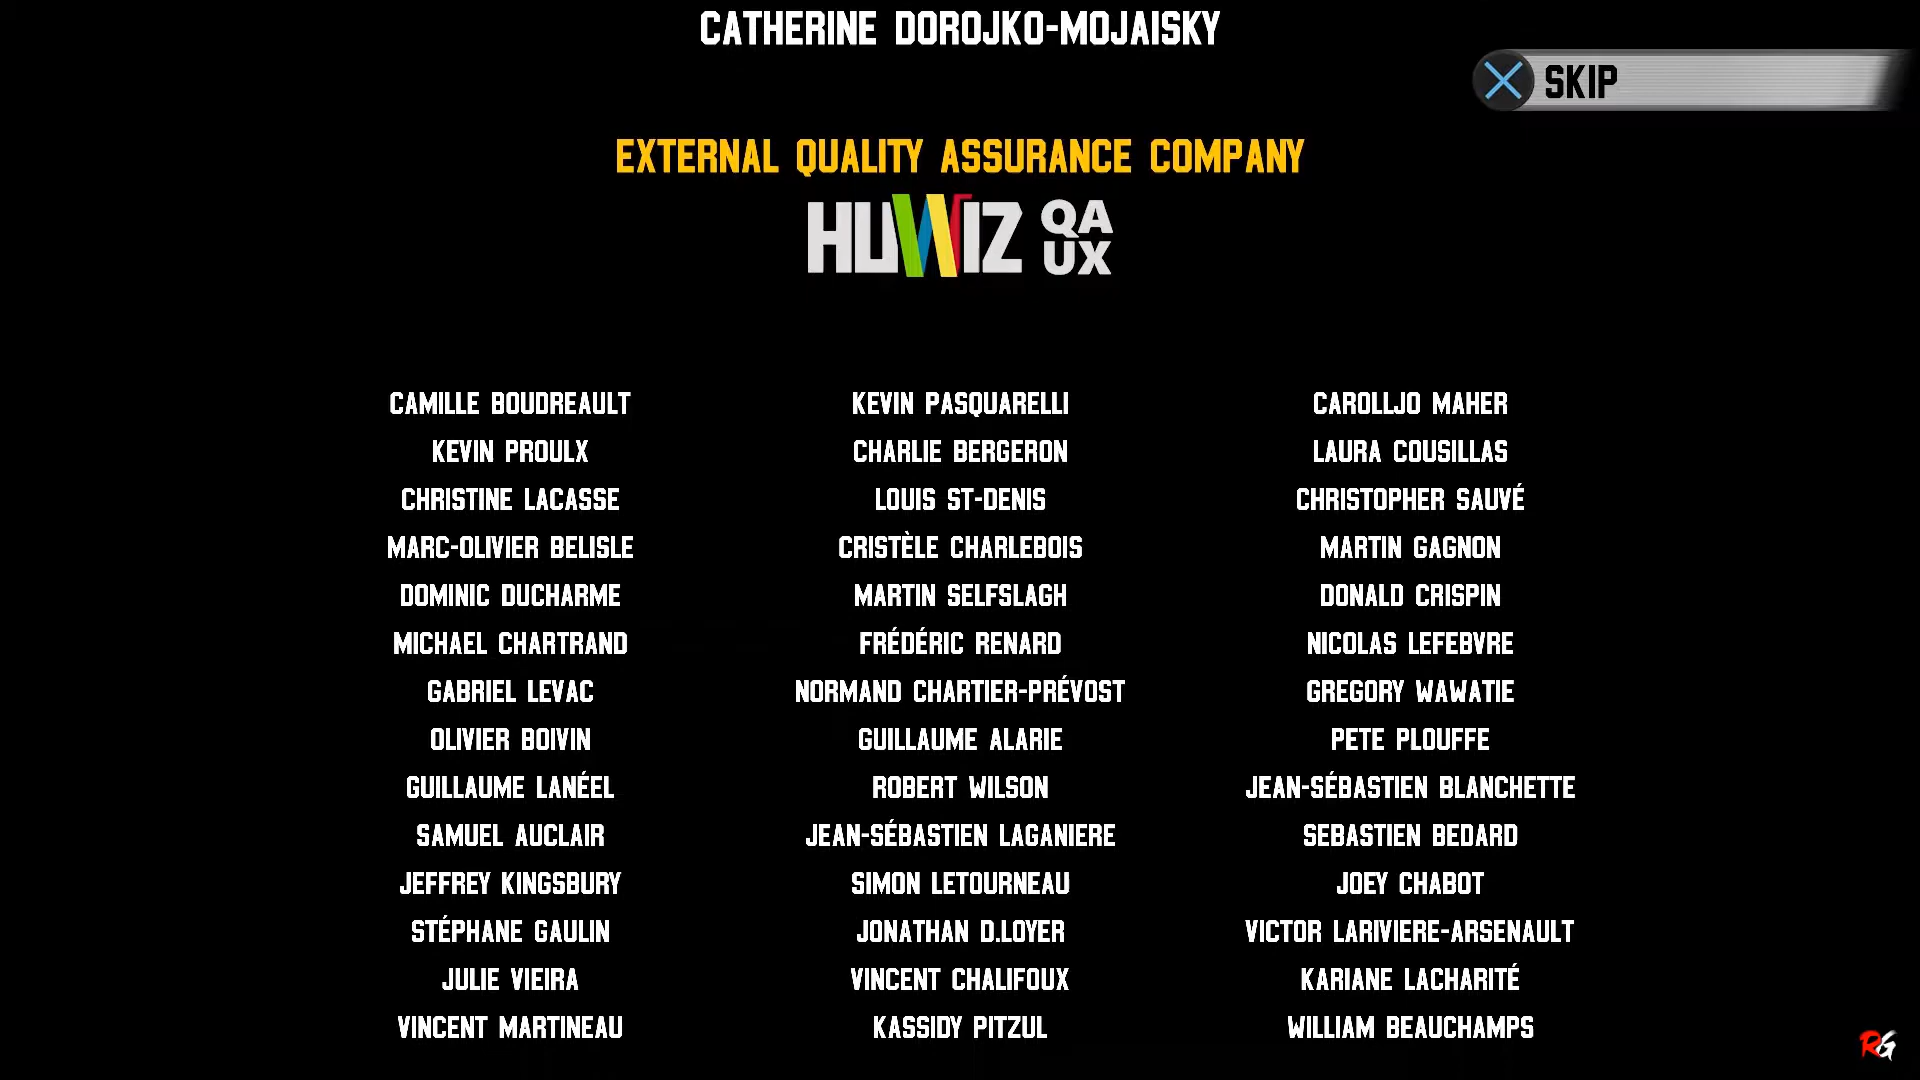 CATHERINE DOROJKO-MOJAISKY
SKIP
EXTERNAL QUALITY ASSURANCE COMPANY
HUWIZ QA UX
CAMILLE BOUDREAULT KEVIN PASQUARELLI CAROLLJO MAHER
KEVIN PROULX CHARLIE BERGERON LAURA COUSILLAS
CHRISTINE LACASSE LOUIS ST-DENIS CHRISTOPHER SAUVÉ
MARC-OLIVIER BELISLE CRISTÈLE CHARLEBOIS MARTIN GAGNON
DOMINIC DUCHARME MARTIN SELFSLAGH DONALD CRISPIN
MICHAEL CHARTRAND FRÉDÉRIC RENARD NICOLAS LEFEBVRE
GABRIEL LEVAC NORMAND CHARTIER-PRÉVOST GREGORY WAWATIE
OLIVIER BOIVIN GUILLAUME ALARIE PETE PLOUFFE
GUILLAUME LANÉEL ROBERT WILSON JEAN-SÉBASTIEN BLANCHETTE
SAMUEL AUCLAIR JEAN-SÉBASTIEN LAGANIERE SEBASTIEN BEDARD
JEFFREY KINGSBURY SIMON LETOURNEAU JOEY CHABOT
STÉPHANE GAULIN JONATHAN D.LOYER VICTOR LARIVIERE-ARSENAULT
JULIE VIEIRA VINCENT CHALIFOUX KARIANE LACHARITÉ
VINCENT MARTINEAU KASSIDY PITZUL WILLIAM BEAUCHAMPS
RG